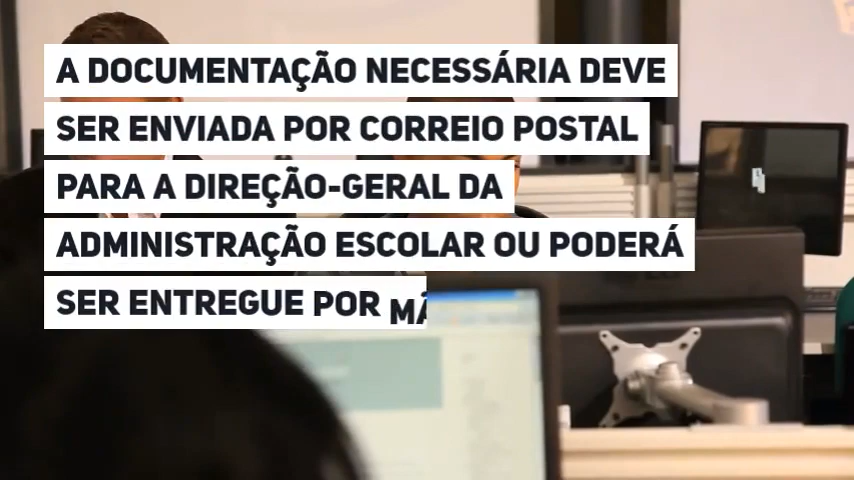 A DOCUMENTAÇÃO NECESSÁRIA DEVE
SER ENVIADA POR CORREIO POSTAL
PARA A DIREÇÃO-GERAL DA
ADMINISTRAÇÃO ESCOLAR OU PODERÁ
SER ENTREGUE POR